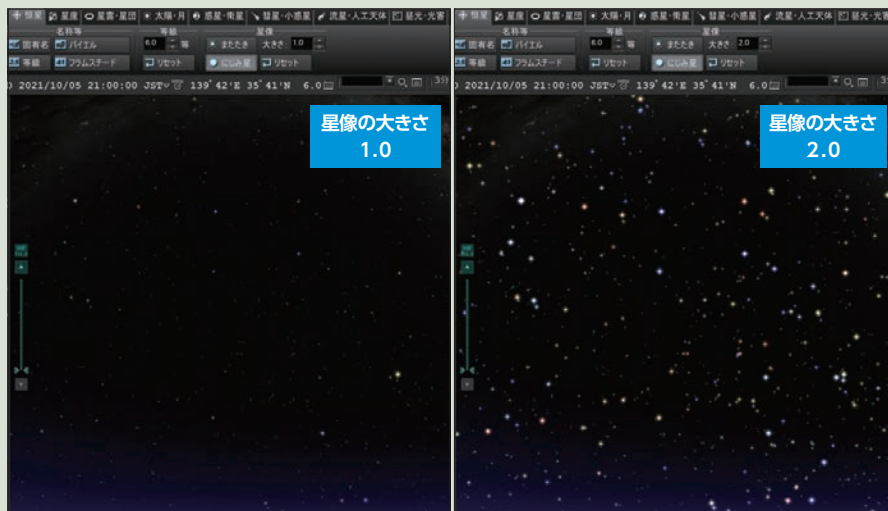 恒星 星座 星雲・星団 太陽・月 惑星・衛星 彗星・小惑星 流星・人工天体 星光・光害
名称等 等級 星像
固有名 バイエル 6.0 等 またたき 大きさ 1.0
等級 フラムスチード リセット にじみ星 リセット
2021/10/05 21:00:00 JST 139°42'E 35°41'N 6.0 3分
星像の大きさ
1.0
恒星 星座 星雲・星団 太陽・月 惑星・衛星 彗星・小惑星 流星・人工天体 星光・光害
名称等 等級 星像
固有名 バイエル 6.0 等 またたき 大きさ 2.0
等級 フラムスチード リセット にじみ星 リセット
2021/10/05 21:00:00 JST 139°42'E 35°41'N 6.0
星像の大きさ
2.0